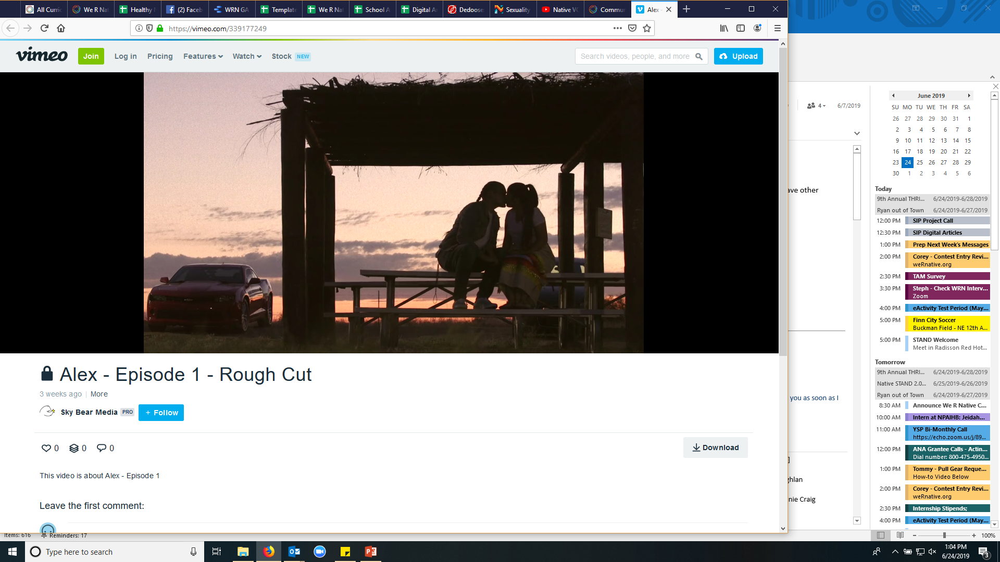 All Curric
We R Nat
Healthy
(2) Faceb
WRN GA
Template
We R Nat
School A
Digital A
Dedoose
Sexuality
Native VO
Commun
Alex -
https://vimeo.com/339177249
vimeo
Join
Log in
Pricing
Features
Watch
Stock NEW
Search videos, people, and more
Upload
Alex - Episode 1 - Rough Cut
3 weeks ago | More
Sky Bear Media PRO + Follow
0 0 0
Download
This video is about Alex - Episode 1
Leave the first comment:
4
6/7/2019
ave other
you as soon as I
]
ghlan
nie Craig
June 2019
SU MO TU WE TH FR SA
26 27 28 29 30 31 1
2 3 4 5 6 7 8
9 10 11 12 13 14 15
16 17 18 19 20 21 22
23 24 25 26 27 28 29
30 1 2 3 4 5 6
Today
9th Annual THRI... 6/24/2019-6/28/2019
Ryan out of Town 6/24/2019-6/27/2019
12:00 PM SIP Project Call
12:30 PM SIP Digital Articles
1:00 PM Prep Next Week's Messages
2:00 PM Corey - Contest Entry Revi...
weRnative.org
2:30 PM TAM Survey
3:30 PM Steph - Check WRN Interv...
Zoom
4:00 PM eActivity Test Period (May...
5:00 PM Finn City Soccer
Buckman Field - NE 12th A...
5:00 PM STAND Welcome
Meet in Radisson Red Hot...
Tomorrow
9th Annual THRI... 6/24/2019-6/28/2019
Native STAND 2.0... 6/25/2019-6/26/2019
Ryan out of Town 6/24/2019-6/27/2019
8:30 AM Announce We R Native C...
10:00 AM Intern at NPAIHB: Jeidah...
11:00 AM YSP Bi-Monthly Call
https://echo.zoom.us/j/89...
12:00 PM ANA Grantee Calls - Actin...
Dial number: 800-475-4950...
1:00 PM Tommy - Pull Gear Reque...
How-to Video Below
2:00 PM Corey - Contest Entry Revi...
weRnative.org
2:30 PM Internship Stipends;
4:00 PM eActivity Test Period (May...
Items: 616 Reminders: 17
100%
Type here to search
1:04 PM
6/24/2019
3